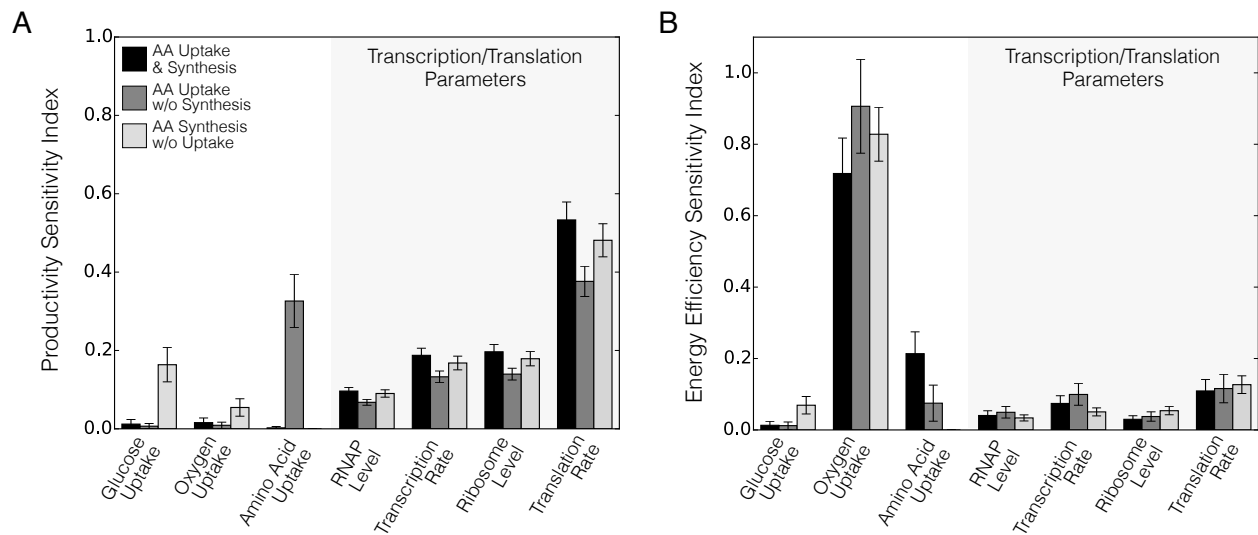 A
Productivity Sensitivity Index
1.0
0.8
0.6
0.4
0.2
0.0
AA Uptake
& Synthesis
AA Uptake
w/o Synthesis
AA Synthesis
w/o Uptake
Transcription/Translation
Parameters
Glucose
Uptake
Oxygen
Uptake
Amino Acid
Uptake
RNAP
Level
Transcription
Rate
Ribosome
Level
Translation
Rate
B
Energy Efficiency Sensitivity Index
1.0
0.8
0.6
0.4
0.2
0.0
Transcription/Translation
Parameters
Glucose
Uptake
Oxygen
Uptake
Amino Acid
Uptake
RNAP
Level
Transcription
Rate
Ribosome
Level
Translation
Rate